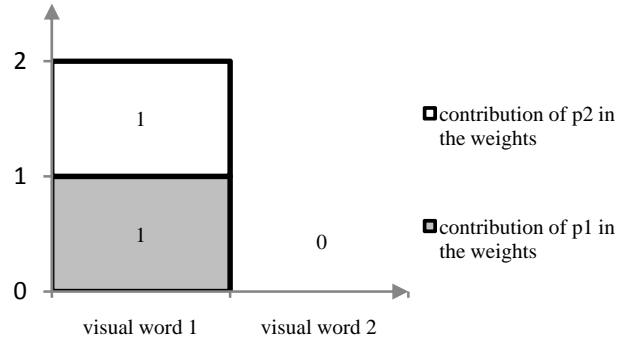 2
1
1
1
0
0
visual word 1
visual word 2
contribution of p2 in
the weights
contribution of p1 in
the weights